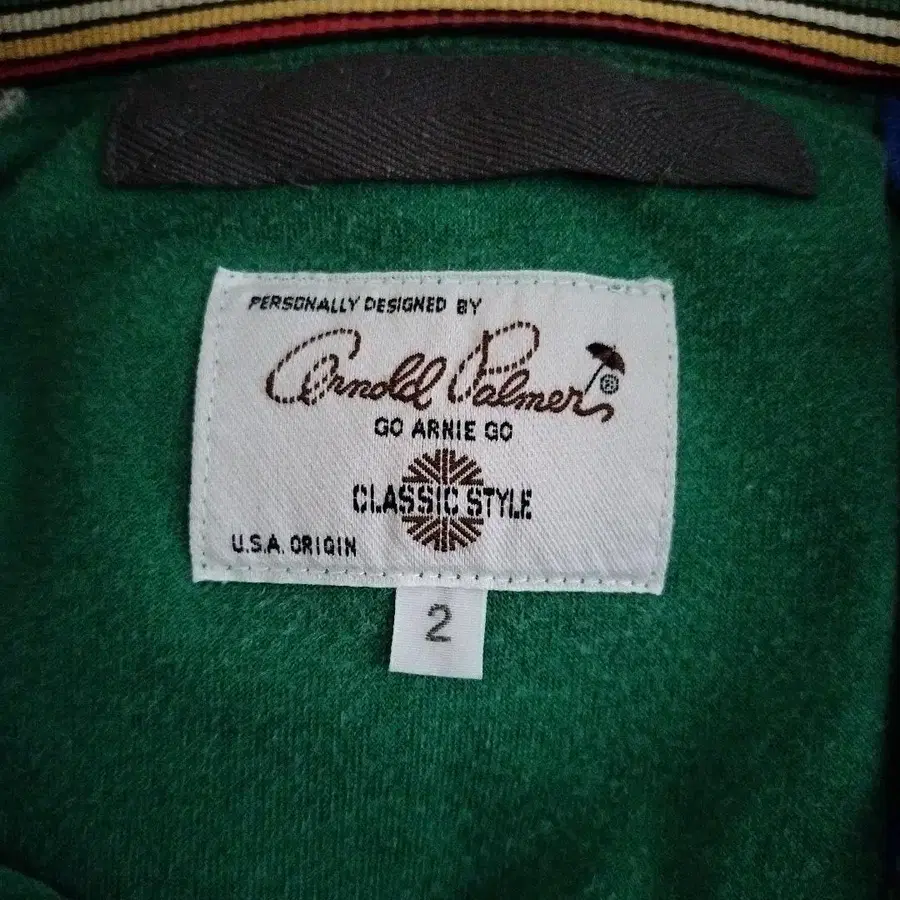 PERSONALLY DESIGNED BY
Arnold Palmer ®
GO ARNIE GO
CLASSIC STYLE
U.S.A. ORIGIN
2